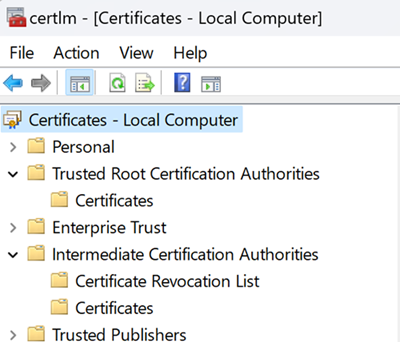 certlm - [Certificates - Local Computer]
File Action View Help
Certificates - Local Computer
Personal
Trusted Root Certification Authorities
Certificates
Enterprise Trust
Intermediate Certification Authorities
Certificate Revocation List
Certificates
Trusted Publishers